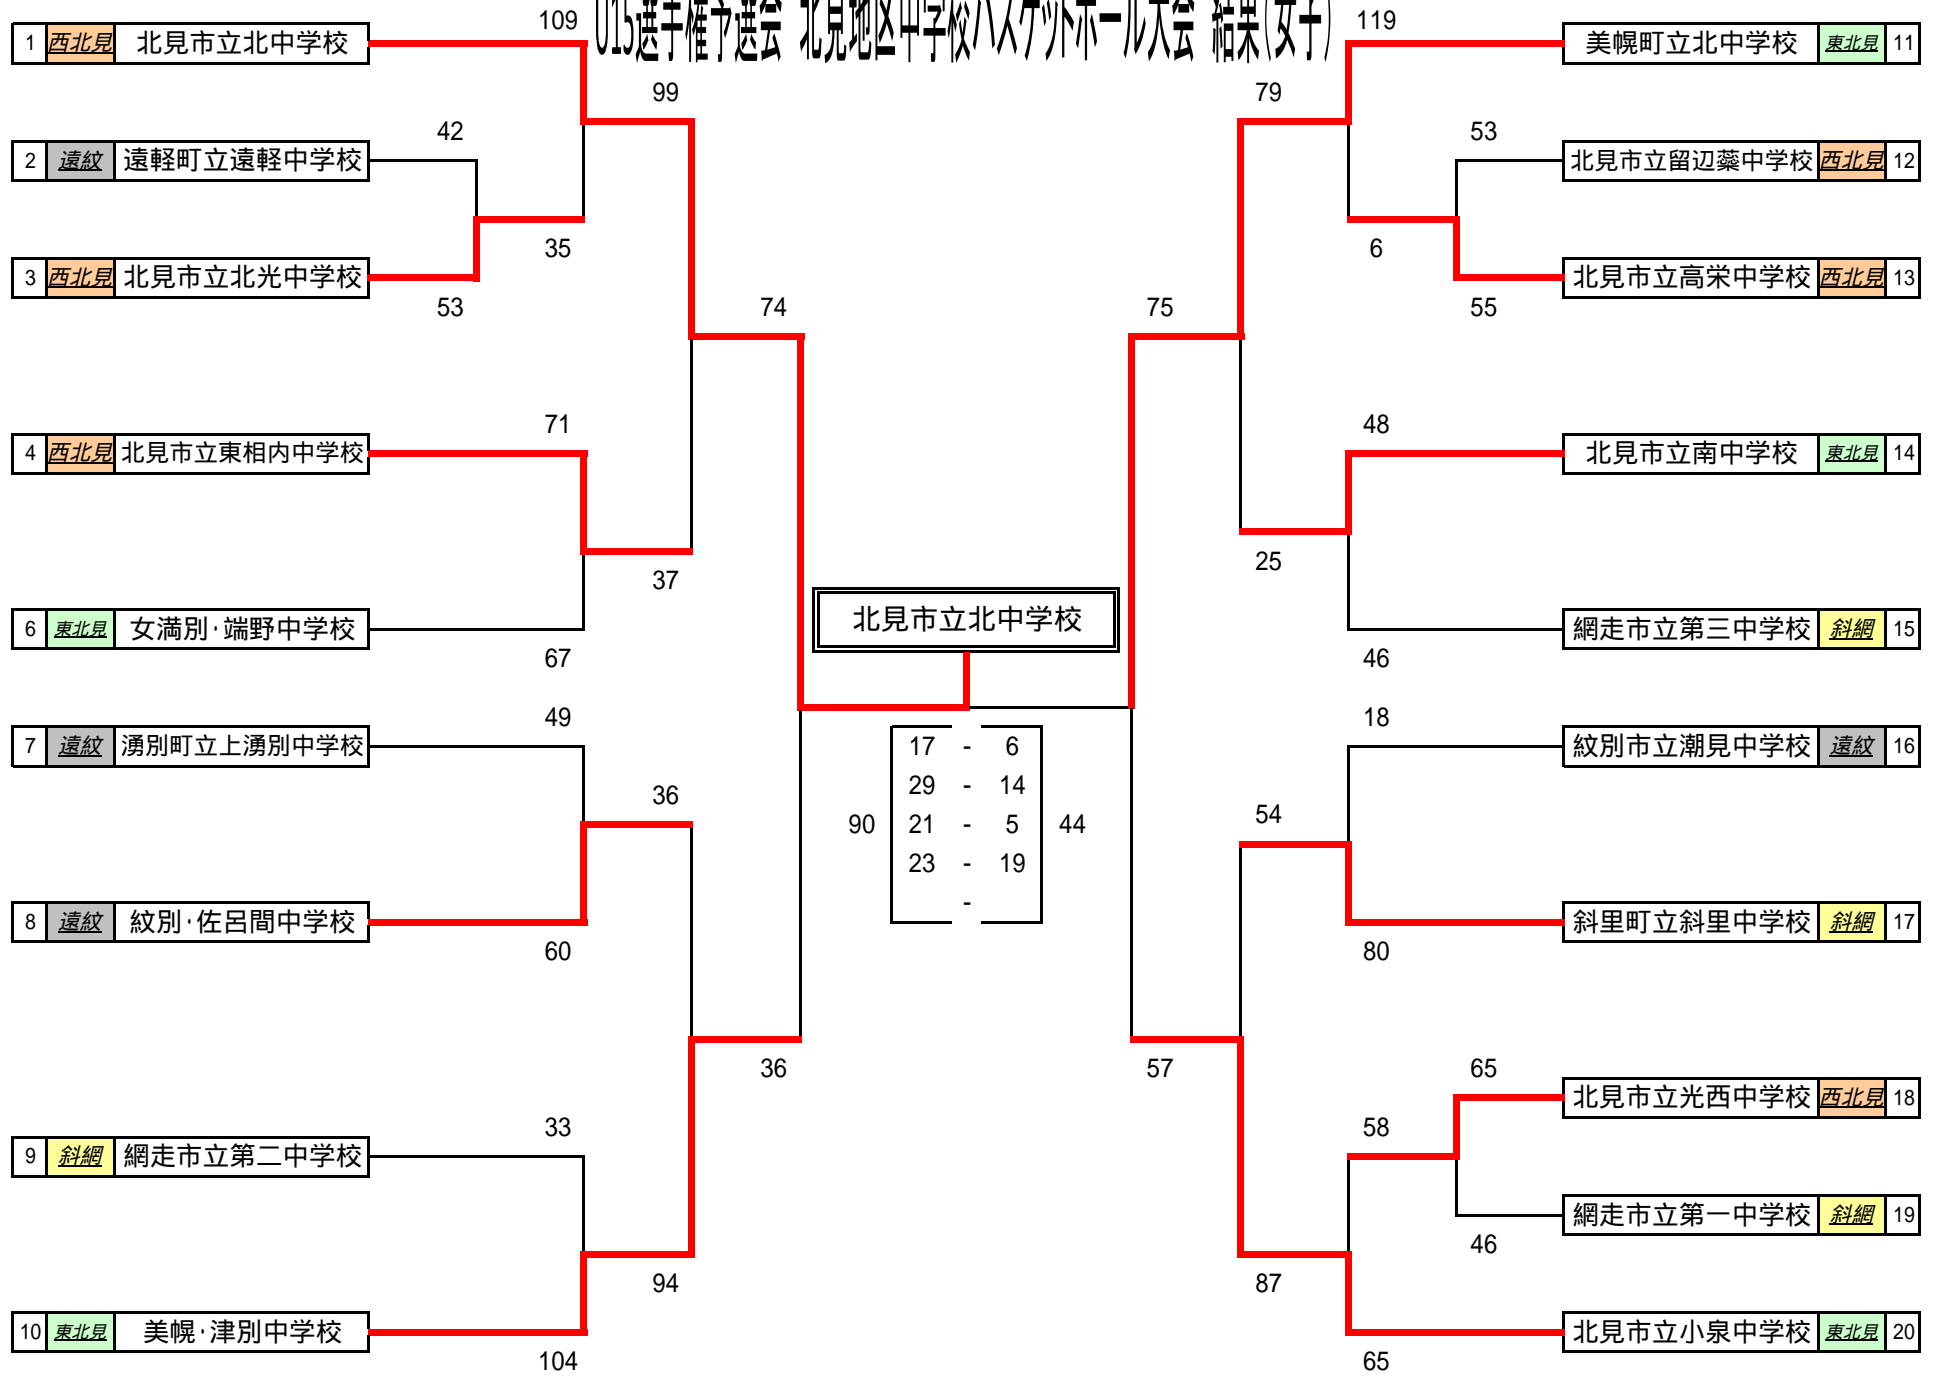 U15選手権予選会 北見地区中学校バスケットボール大会 結果(女子)
109
119
1 西北見 北見市立北中学校
美幌町立北中学校 東北見 11
99
79
42
53
2 遠紋 遠軽町立遠軽中学校
北見市立留辺蘂中学校 西北見 12
35
6
3 西北見 北見市立北光中学校
北見市立高栄中学校 西北見 13
53
74
75
55
71
48
4 西北見 北見市立東相内中学校
北見市立南中学校 東北見 14
37
25
北見市立北中学校
6 東北見 女満別・端野中学校
網走市立第三中学校 斜網 15
67
46
49
18
7 遠紋 湧別町立上湧別中学校
17 - 6
紋別市立潮見中学校 遠紋 16
29 - 14
36
54
90 21 - 5 44
23 - 19
-
8 遠紋 紋別・佐呂間中学校
斜里町立斜里中学校 斜網 17
60
80
36
57
65
北見市立光西中学校 西北見 18
33
58
9 斜網 網走市立第二中学校
網走市立第一中学校 斜網 19
46
94
87
10 東北見 美幌・津別中学校
北見市立小泉中学校 東北見 20
104
65